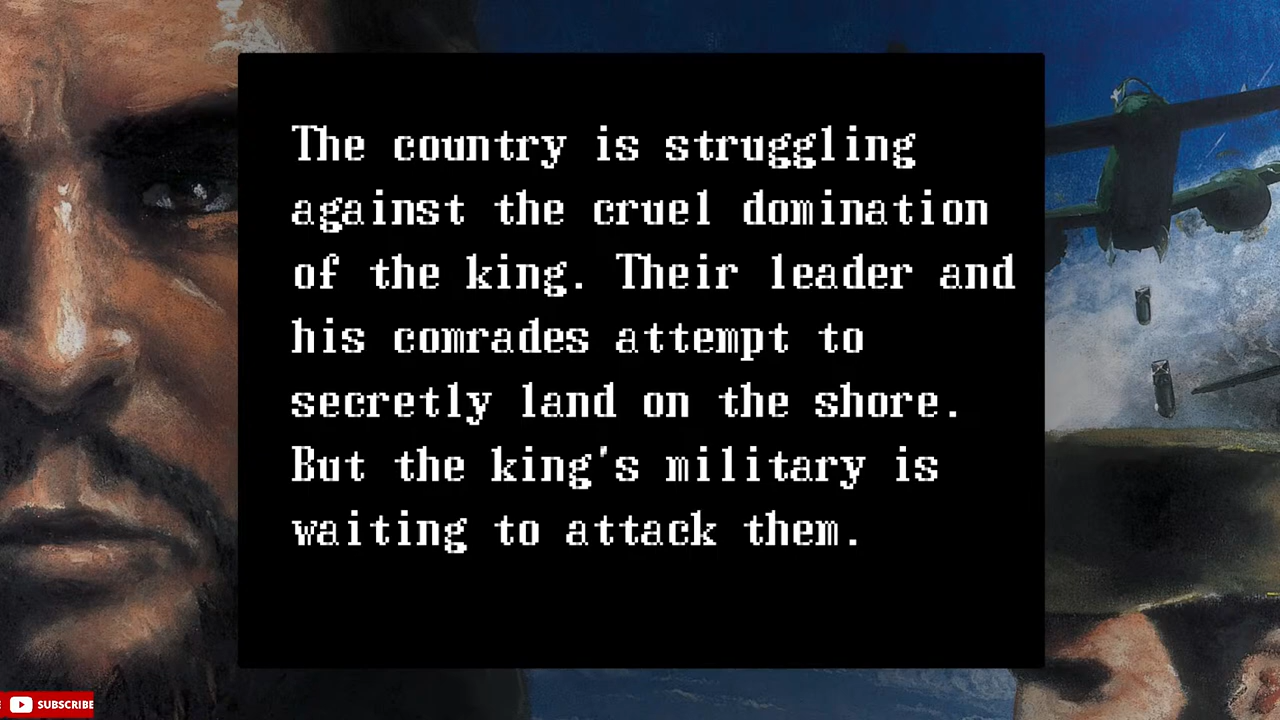 The country is struggling
against the cruel domination
of the king. Their leader and
his comrades attempt to
secretly land on the shore.
But the king's military is
waiting to attack them.
SUBSCRIBE